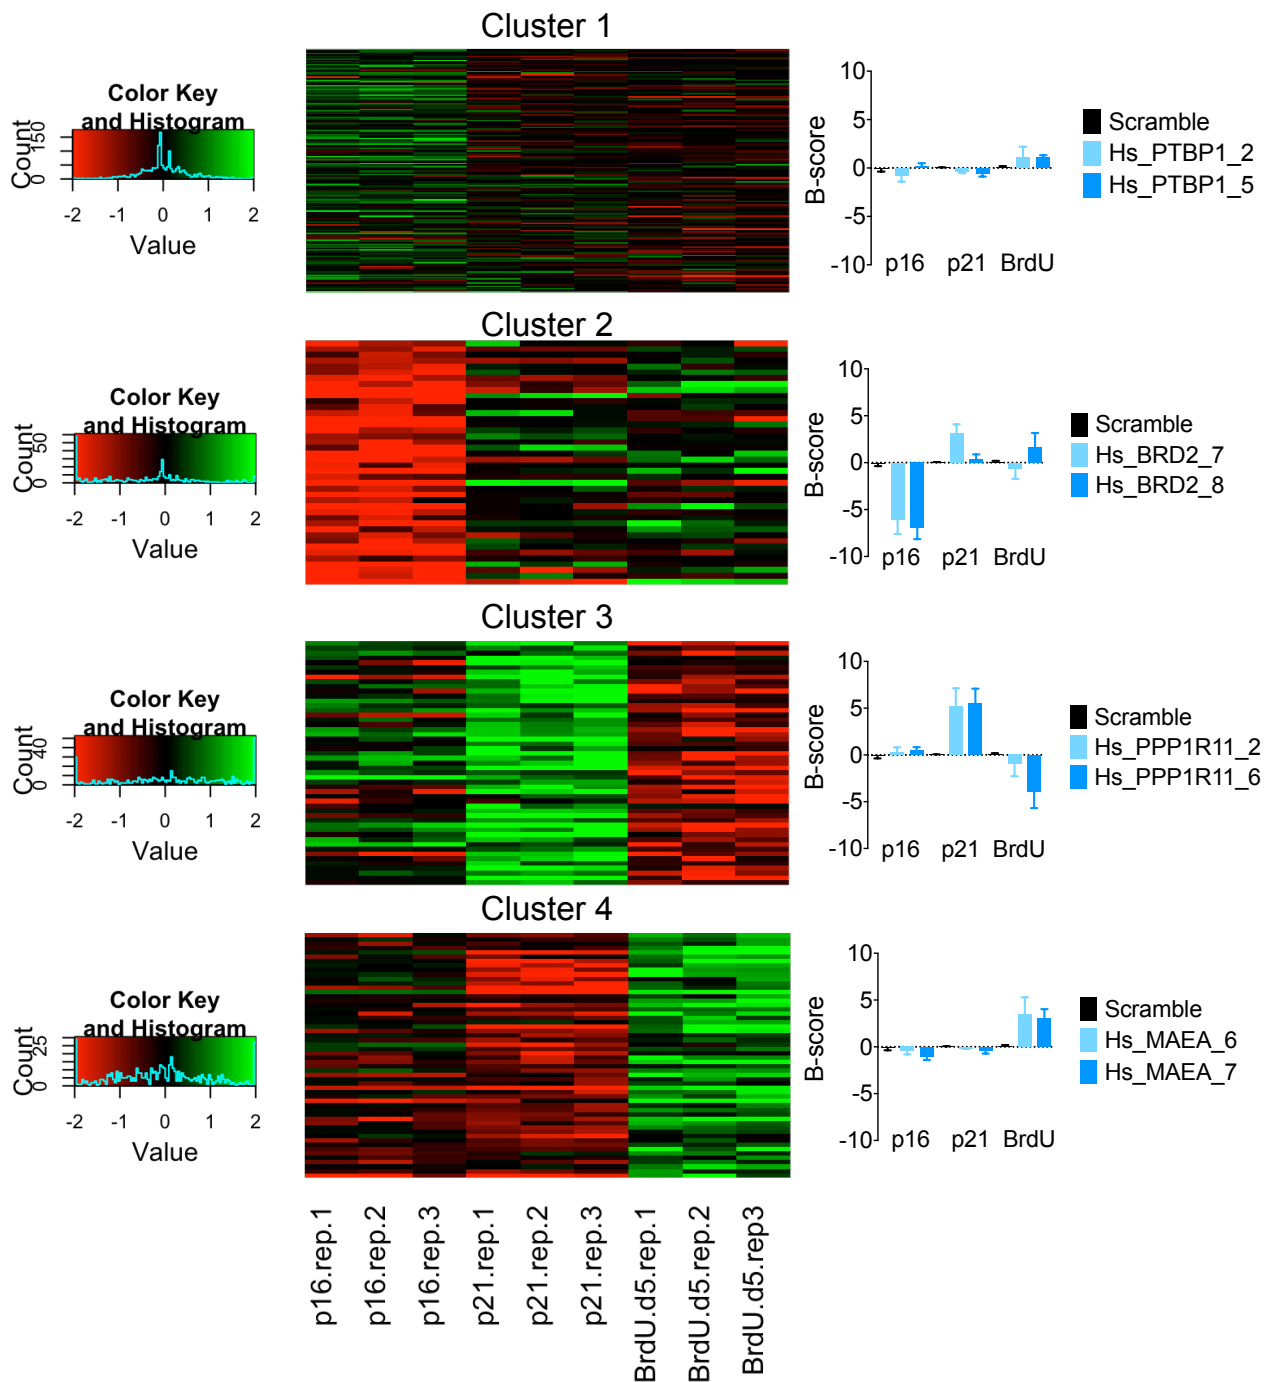 Cluster 1
Color Key
and Histogram
Count
0 150
-2 -1 0 1 2
Value
B-score
10
5
0
-5
-10
p16 p21 BrdU
Scramble
Hs_PTBP1_2
Hs_PTBP1_5
Cluster 2
Color Key
and Histogram
Count
0 50
-2 -1 0 1 2
Value
B-score
10
5
0
-5
-10
p16 p21 BrdU
Scramble
Hs_BRD2_7
Hs_BRD2_8
Cluster 3
Color Key
and Histogram
Count
0 40
-2 -1 0 1 2
Value
B-score
10
5
0
-5
-10
p16 p21 BrdU
Scramble
Hs_PPP1R11_2
Hs_PPP1R11_6
Cluster 4
Color Key
and Histogram
Count
0 25
-2 -1 0 1 2
Value
B-score
10
5
0
-5
-10
p16 p21 BrdU
Scramble
Hs_MAEA_6
Hs_MAEA_7
p16.rep.1
p16.rep.2
p16.rep.3
p21.rep.1
p21.rep.2
p21.rep.3
BrdU.d5.rep.1
BrdU.d5.rep.2
BrdU.d5.rep3